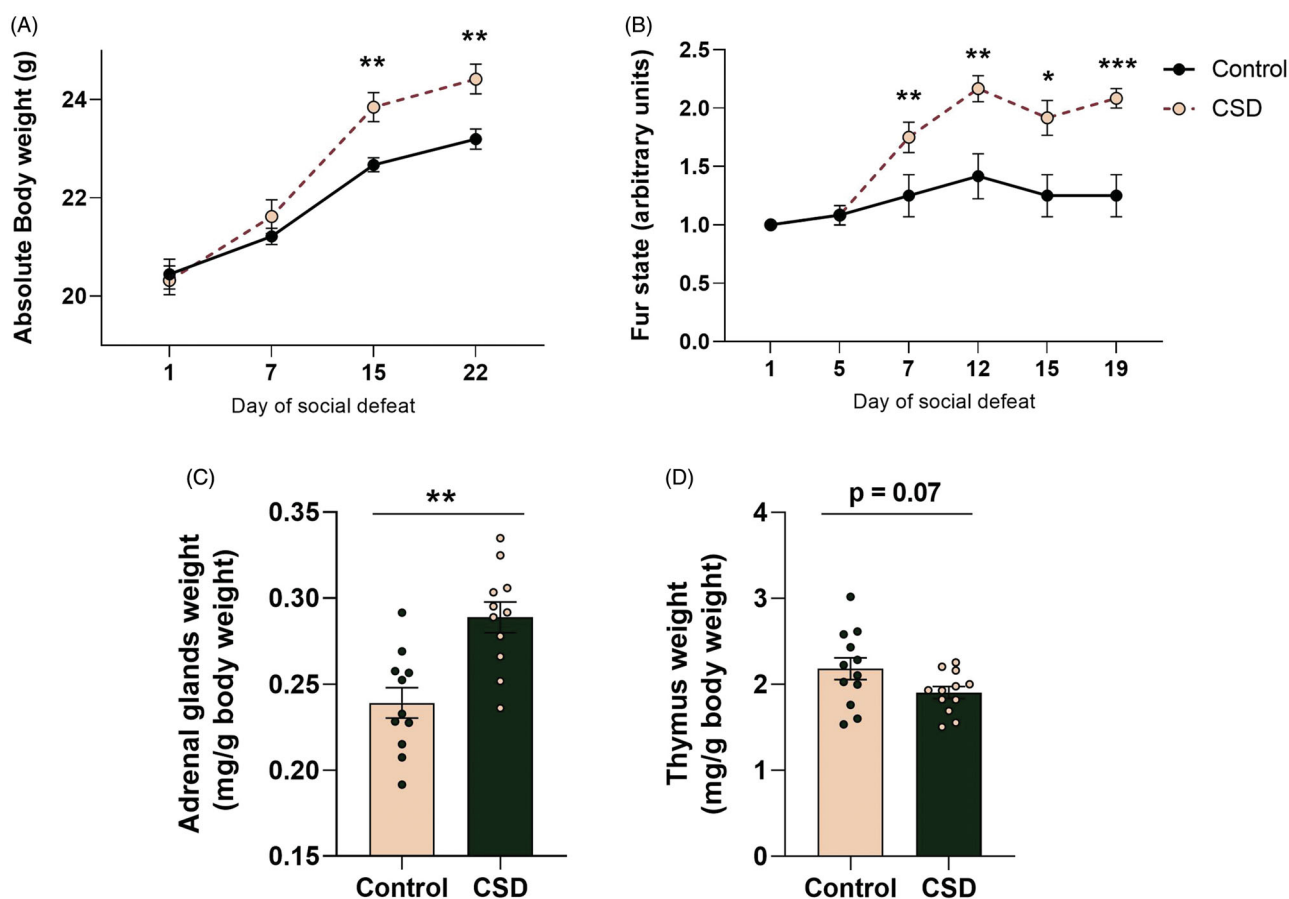 (A)
Absolute Body weight (g)
24
22
20
**
**
1 7 15 22
Day of social defeat
(B)
Fur state (arbitrary units)
2.5
2.0
1.5
1.0
0.5
0.0
**
**
*
***
1 5 7 12 15 19
Day of social defeat
Control
CSD
(C)
Adrenal glands weight
(mg/g body weight)
0.35
0.30
0.25
0.20
0.15
**
Control CSD
(D)
Thymus weight
(mg/g body weight)
4
3
2
1
0
p = 0.07
Control CSD